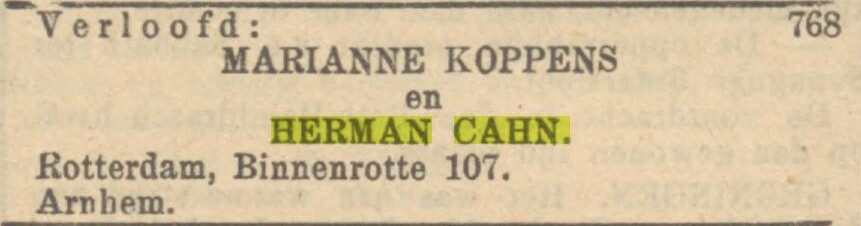 Verloofd: 768
MARIANNE KOPPENS
en
HERMAN CAHN.
Rotterdam, Binnenrotte 107.
Arnhem.